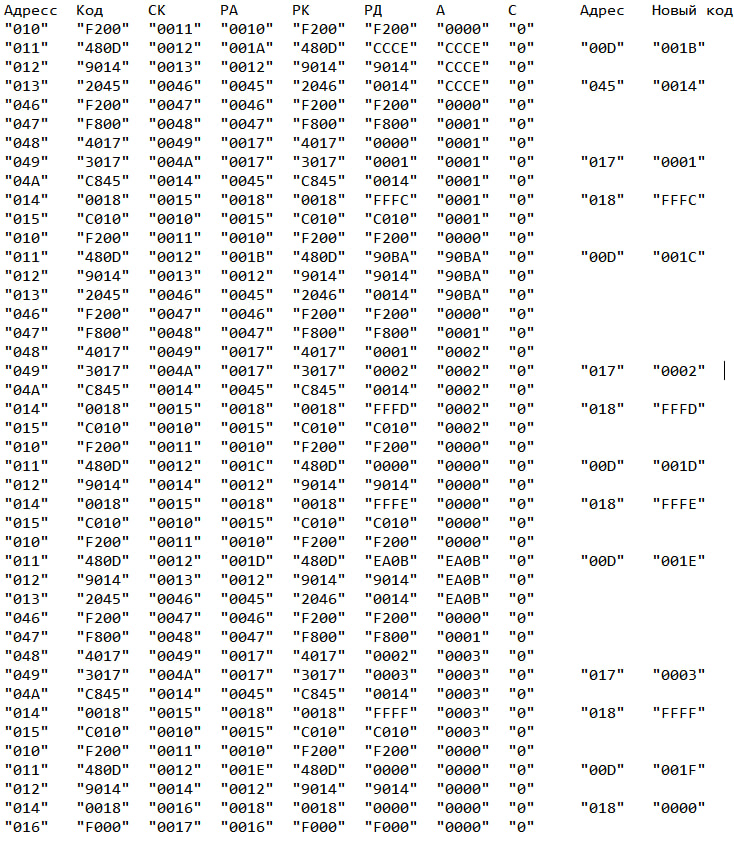 Адресс Код СК РА РК РД А С Адрес Новый код
"010" "F200" "0011" "0010" "F200" "F200" "0000" "0"
"011" "480D" "0012" "001A" "480D" "CCCE" "CCCE" "0" "00D" "001B"
"012" "9014" "0013" "0012" "9014" "9014" "CCCE" "0"
"013" "2045" "0046" "0045" "2046" "0014" "CCCE" "0" "045" "0014"
"046" "F200" "0047" "0046" "F200" "F200" "0000" "0"
"047" "F800" "0048" "0047" "F800" "F800" "0001" "0"
"048" "4017" "0049" "0017" "4017" "0000" "0001" "0"
"049" "3017" "004A" "0017" "3017" "0001" "0001" "0" "017" "0001"
"04A" "C845" "0014" "0045" "C845" "0014" "0001" "0"
"014" "0018" "0015" "0018" "0018" "FFFC" "0001" "0" "018" "FFFC"
"015" "C010" "0010" "0015" "C010" "C010" "0001" "0"
"010" "F200" "0011" "0010" "F200" "F200" "0000" "0"
"011" "480D" "0012" "001B" "480D" "90BA" "90BA" "0" "00D" "001C"
"012" "9014" "0013" "0012" "9014" "9014" "90BA" "0"
"013" "2045" "0046" "0045" "2046" "0014" "90BA" "0"
"046" "F200" "0047" "0046" "F200" "F200" "0000" "0"
"047" "F800" "0048" "0047" "F800" "F800" "0001" "0"
"048" "4017" "0049" "0017" "4017" "0001" "0002" "0"
"049" "3017" "004A" "0017" "3017" "0002" "0002" "0" "017" "0002"
"04A" "C845" "0014" "0045" "C845" "0014" "0002" "0"
"014" "0018" "0015" "0018" "0018" "FFFD" "0002" "0" "018" "FFFD"
"015" "C010" "0010" "0015" "C010" "C010" "0002" "0"
"010" "F200" "0011" "0010" "F200" "F200" "0000" "0"
"011" "480D" "0012" "001C" "480D" "0000" "0000" "0" "00D" "001D"
"012" "9014" "0014" "0012" "9014" "9014" "0000" "0"
"014" "0018" "0015" "0018" "0018" "FFFE" "0000" "0" "018" "FFFE"
"015" "C010" "0010" "0015" "C010" "C010" "0000" "0"
"010" "F200" "0011" "0010" "F200" "F200" "0000" "0"
"011" "480D" "0012" "001D" "480D" "EA0B" "EA0B" "0" "00D" "001E"
"012" "9014" "0013" "0012" "9014" "9014" "EA0B" "0"
"013" "2045" "0046" "0045" "2046" "0014" "EA0B" "0"
"046" "F200" "0047" "0046" "F200" "F200" "0000" "0"
"047" "F800" "0048" "0047" "F800" "F800" "0001" "0"
"048" "4017" "0049" "0017" "4017" "0002" "0003" "0"
"049" "3017" "004A" "0017" "3017" "0003" "0003" "0" "017" "0003"
"04A" "C845" "0014" "0045" "C845" "0014" "0003" "0"
"014" "0018" "0015" "0018" "0018" "FFFF" "0003" "0" "018" "FFFF"
"015" "C010" "0010" "0015" "C010" "C010" "0003" "0"
"010" "F200" "0011" "0010" "F200" "F200" "0000" "0"
"011" "480D" "0012" "001E" "480D" "0000" "0000" "0" "00D" "001F"
"012" "9014" "0014" "0012" "9014" "9014" "0000" "0"
"014" "0018" "0016" "0018" "0018" "0000" "0000" "0" "018" "0000"
"016" "F000" "0017" "0016" "F000" "F000" "0000" "0"